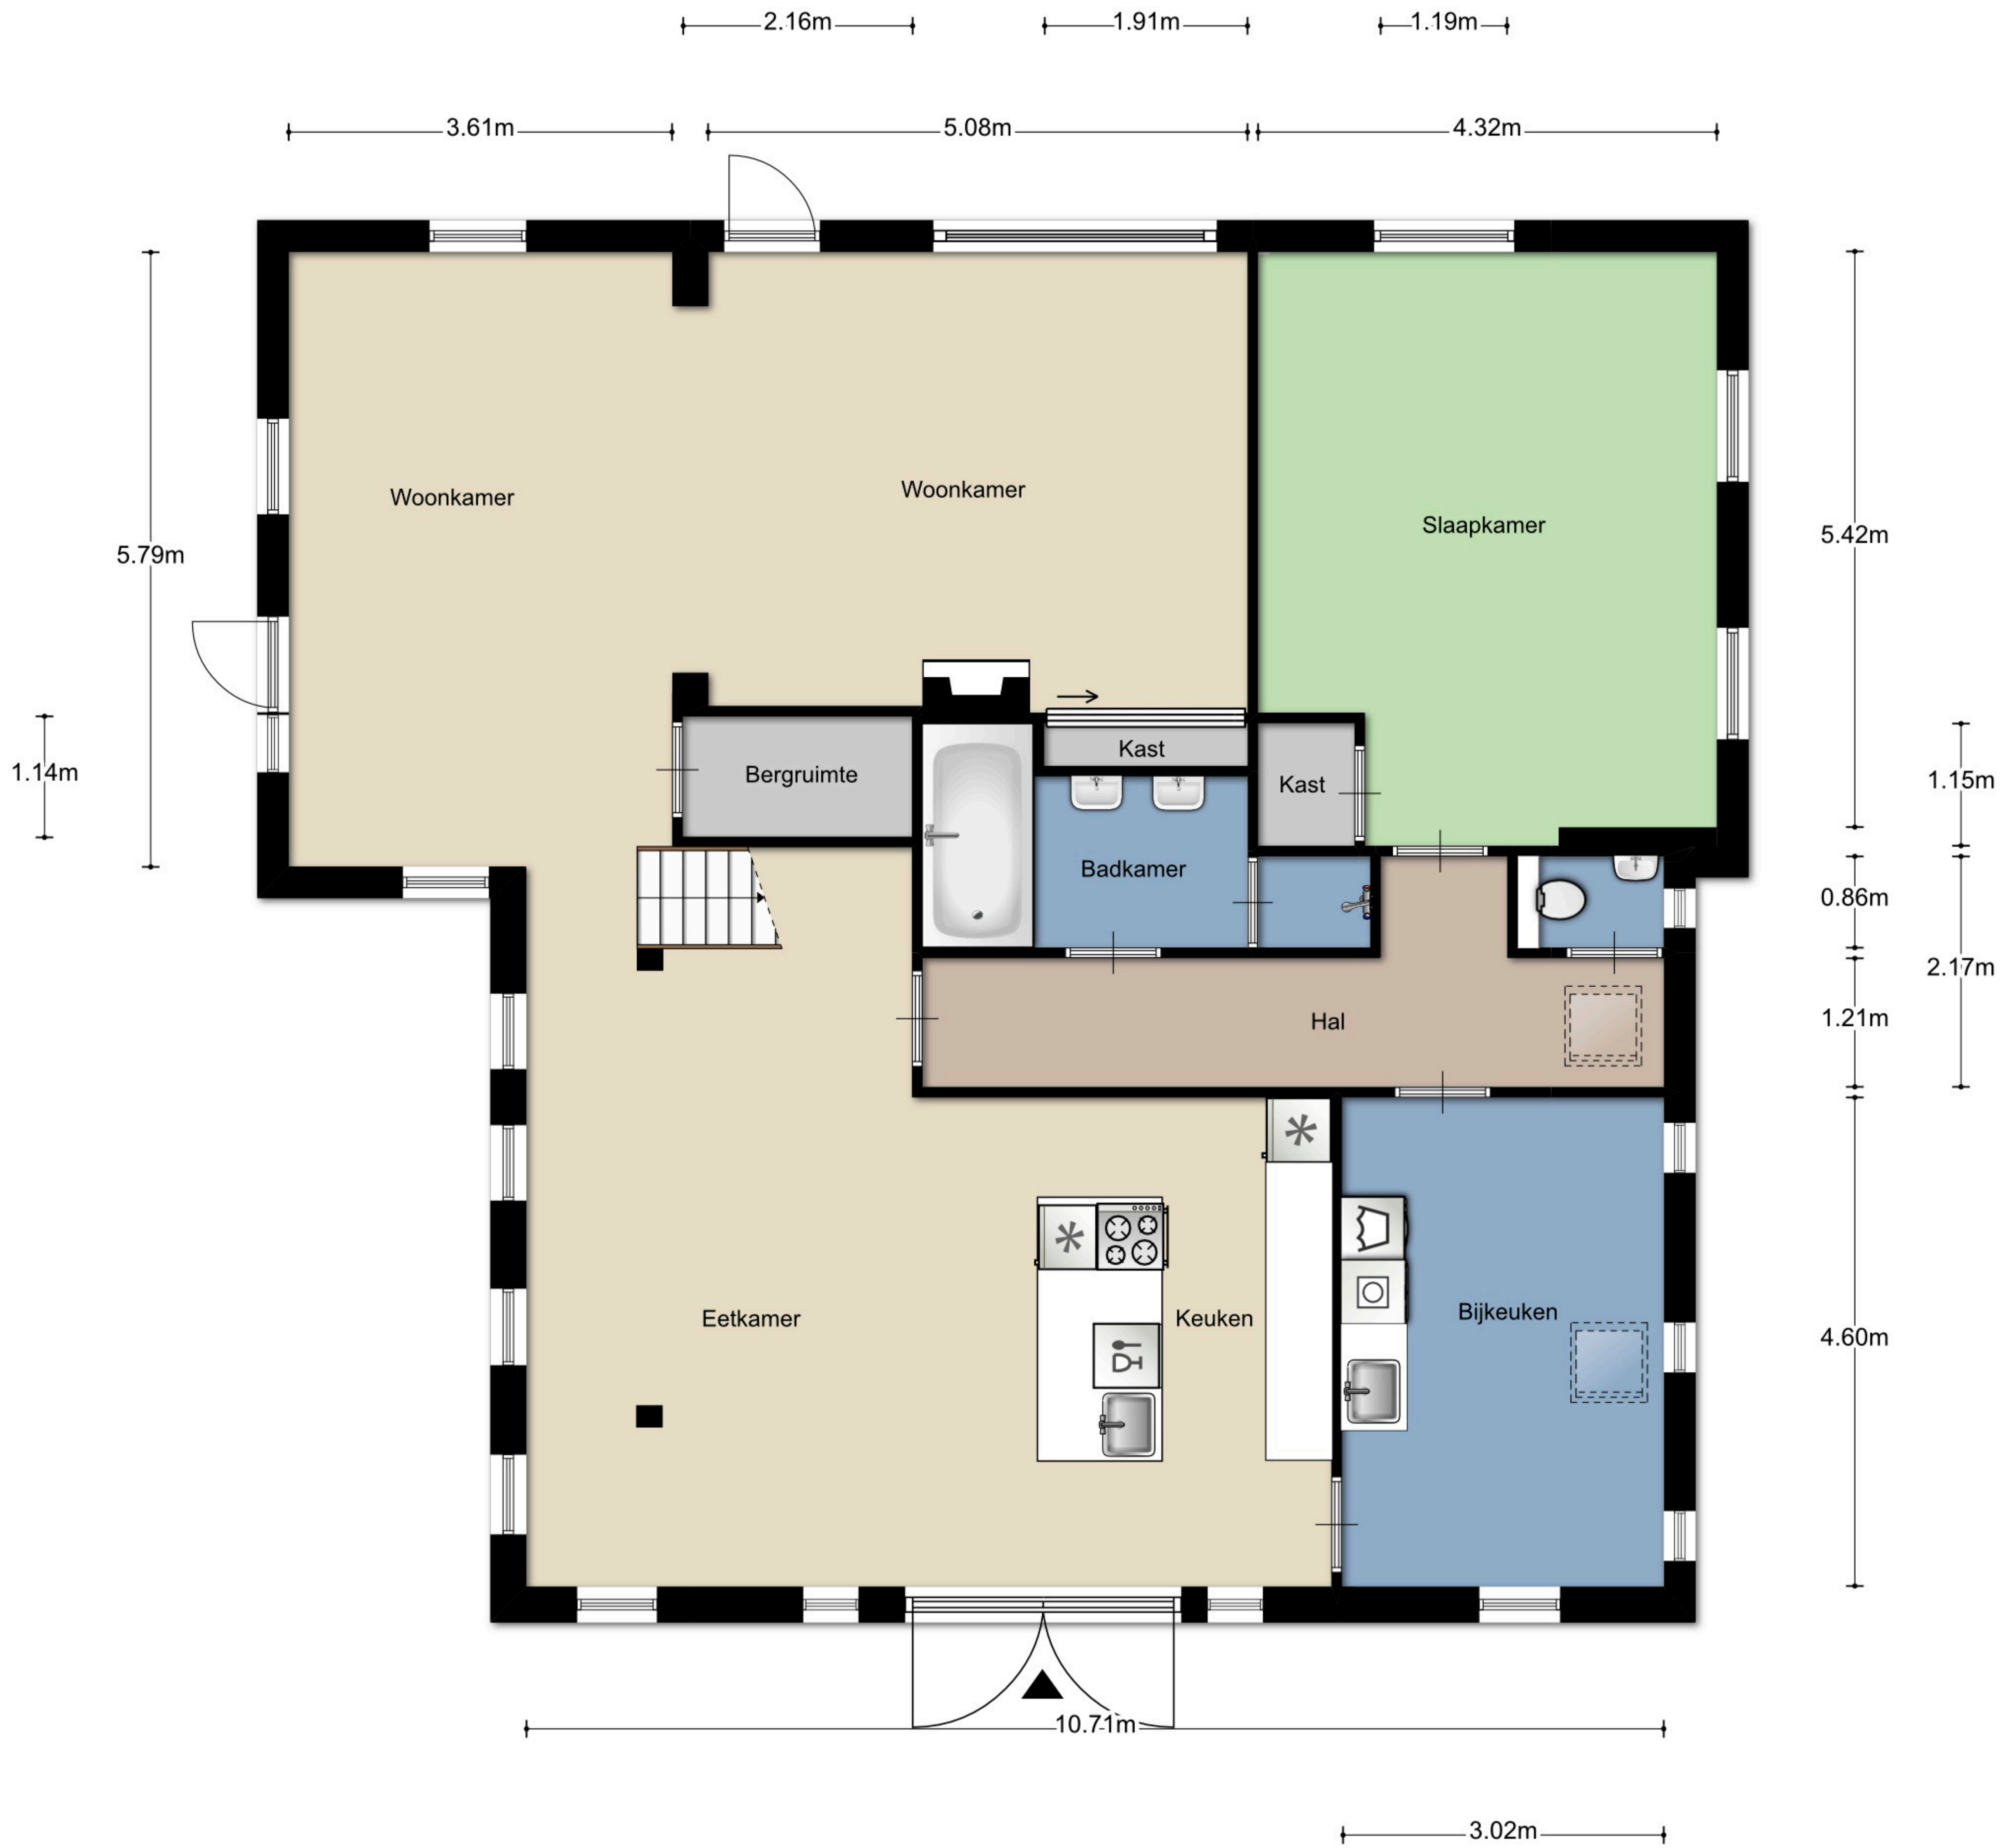 2.16m
1.91m
1.19m
3.61m
5.08m
4.32m
Woonkamer
Woonkamer
Slaapkamer
5.79m
5.42m
1.14m
Bergruimte
Kast
Kast
1.15m
Badkamer
0.86m
2.17m
Hal
1.21m
Eetkamer
Keuken
Bijkeuken
4.60m
10.71m
3.02m